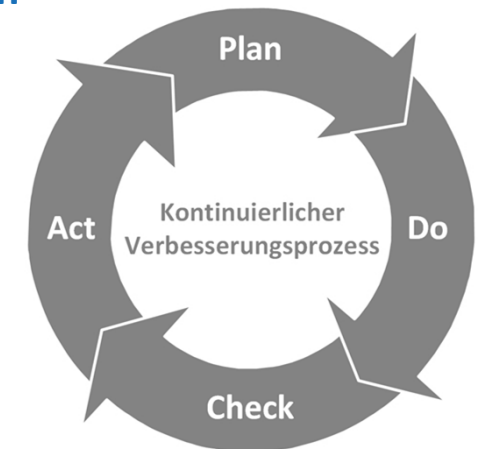 Plan
Do
Check
Act
Kontinuierlicher
Verbesserungsprozess